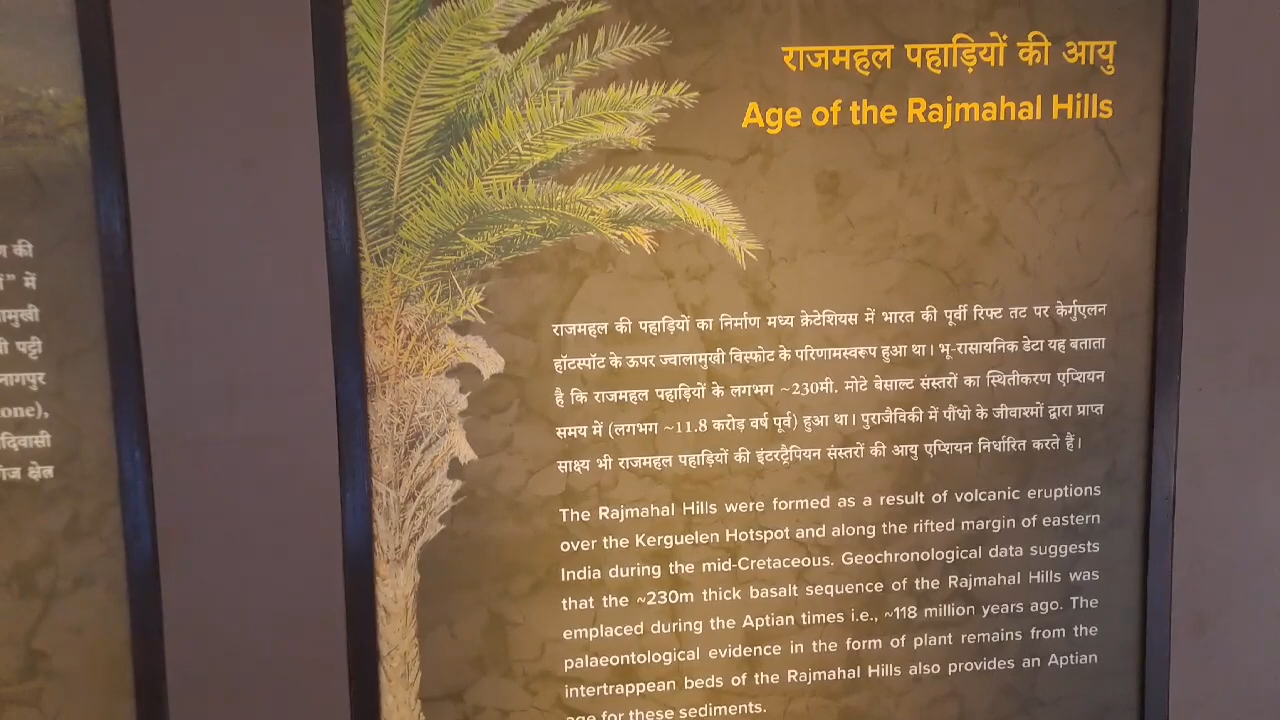 राजमहल पहाड़ियों की आयु
Age of the Rajmahal Hills
राजमहल की पहाड़ियों का निर्माण मध्य क्रेटेशियस में भारत की पूर्वी रिफ्ट तट पर केर्गुएलन
हॉटस्पॉट के ऊपर ज्वालामुखी विस्फोट के परिणामस्वरूप हुआ था। भू-रासायनिक डेटा यह बताता
है कि राजमहल पहाड़ियों के लगभग ~230मी. मोटे बेसाल्ट संस्तरों का स्थितीकरण एप्शियन
समय में (लगभग ~11.8 करोड़ वर्ष पूर्व) हुआ था। पुराजैविकी में पौंधो के जीवाश्मों द्वारा प्राप्त
साक्ष्य भी राजमहल पहाड़ियों की इंटरट्रैपियन संस्तरों की आयु एप्शियन निर्धारित करते हैं।
The Rajmahal Hills were formed as a result of volcanic eruptions
over the Kerguelen Hotspot and along the rifted margin of eastern
India during the mid-Cretaceous. Geochronological data suggests
that the ~230m thick basalt sequence of the Rajmahal Hills was
emplaced during the Aptian times i.e., ~118 million years ago. The
palaeontological evidence in the form of plant remains from the
intertrappean beds of the Rajmahal Hills also provides an Aptian
age for these sediments.
की
" में
पट्टी
नागपुर
one),
क्षेत्र